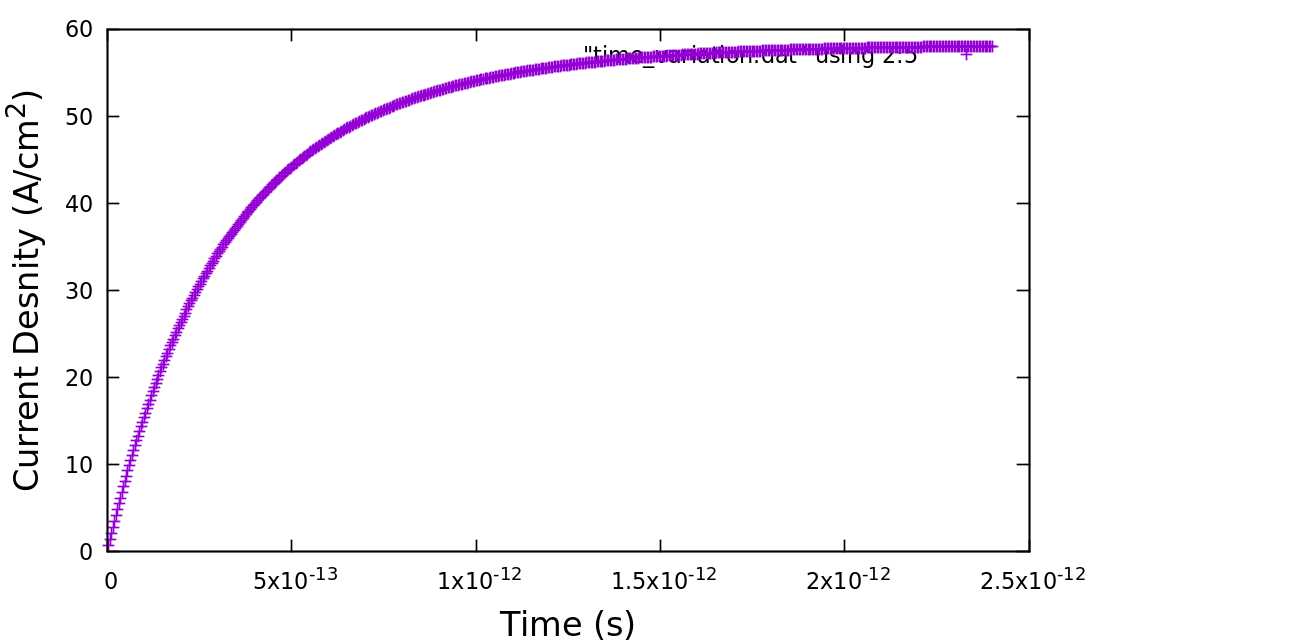 60
50
40
30
20
10
0
Current Desnity (A/cm²)
"time_variation.dat" using 2:5
0 5x10⁻¹³ 1x10⁻¹² 1.5x10⁻¹² 2x10⁻¹² 2.5x10⁻¹²
Time (s)